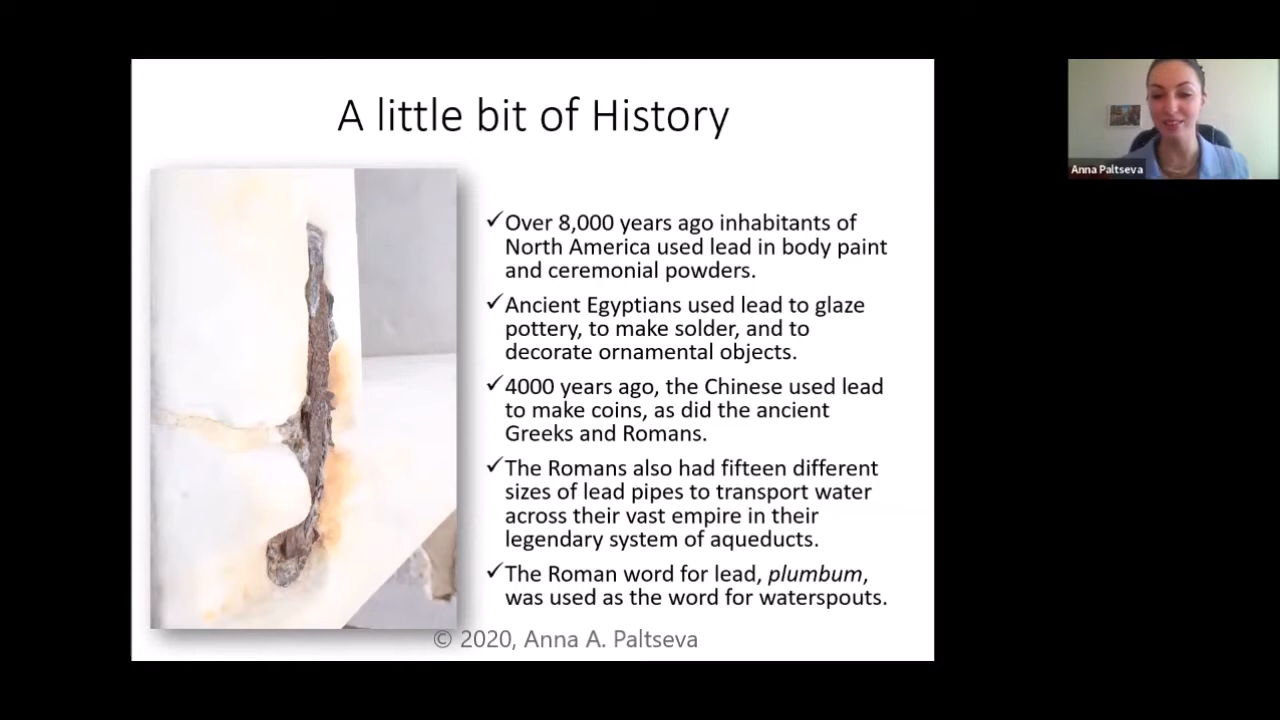 A little bit of History
✓Over 8,000 years ago inhabitants of
North America used lead in body paint
and ceremonial powders.
✓Ancient Egyptians used lead to glaze
pottery, to make solder, and to
decorate ornamental objects.
✓4000 years ago, the Chinese used lead
to make coins, as did the ancient
Greeks and Romans.
✓The Romans also had fifteen different
sizes of lead pipes to transport water
across their vast empire in their
legendary system of aqueducts.
✓The Roman word for lead, plumbum,
was used as the word for waterspouts.
© 2020, Anna A. Paltseva
Anna Paltseva